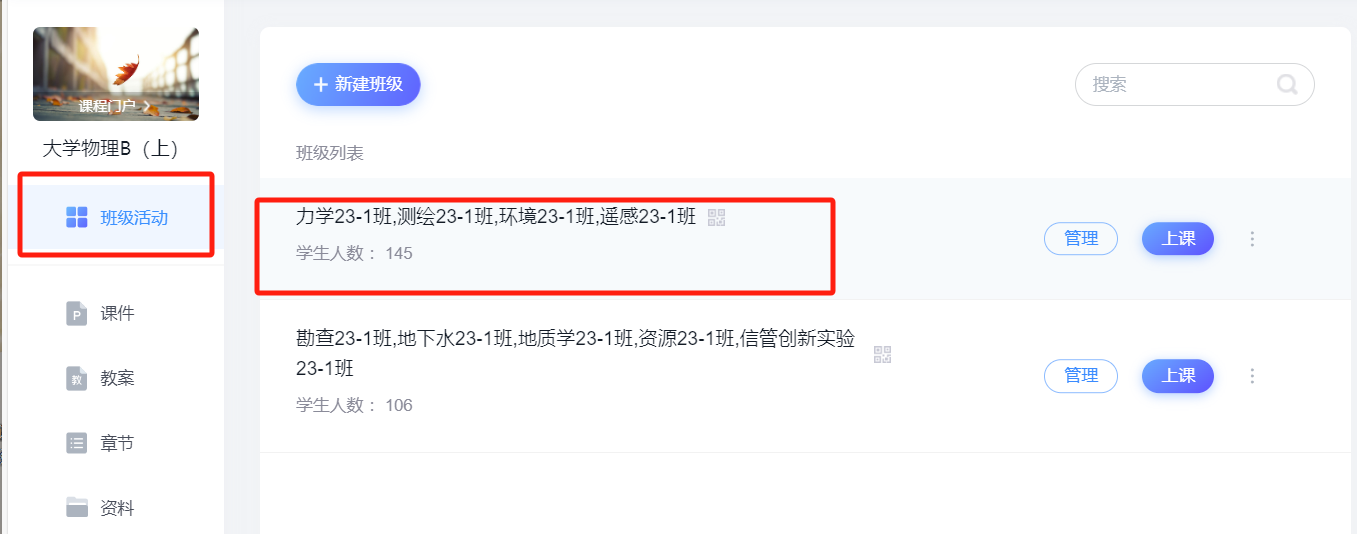 课程门户 >
大学物理B（上）
班级活动
课件
教案
章节
资料
+ 新建班级
搜索
班级列表
力学23-1班,测绘23-1班,环境23-1班,遥感23-1班
学生人数： 145
管理
上课
勘查23-1班,地下水23-1班,地质学23-1班,资源23-1班,信管创新实验
23-1班
学生人数： 106
管理
上课